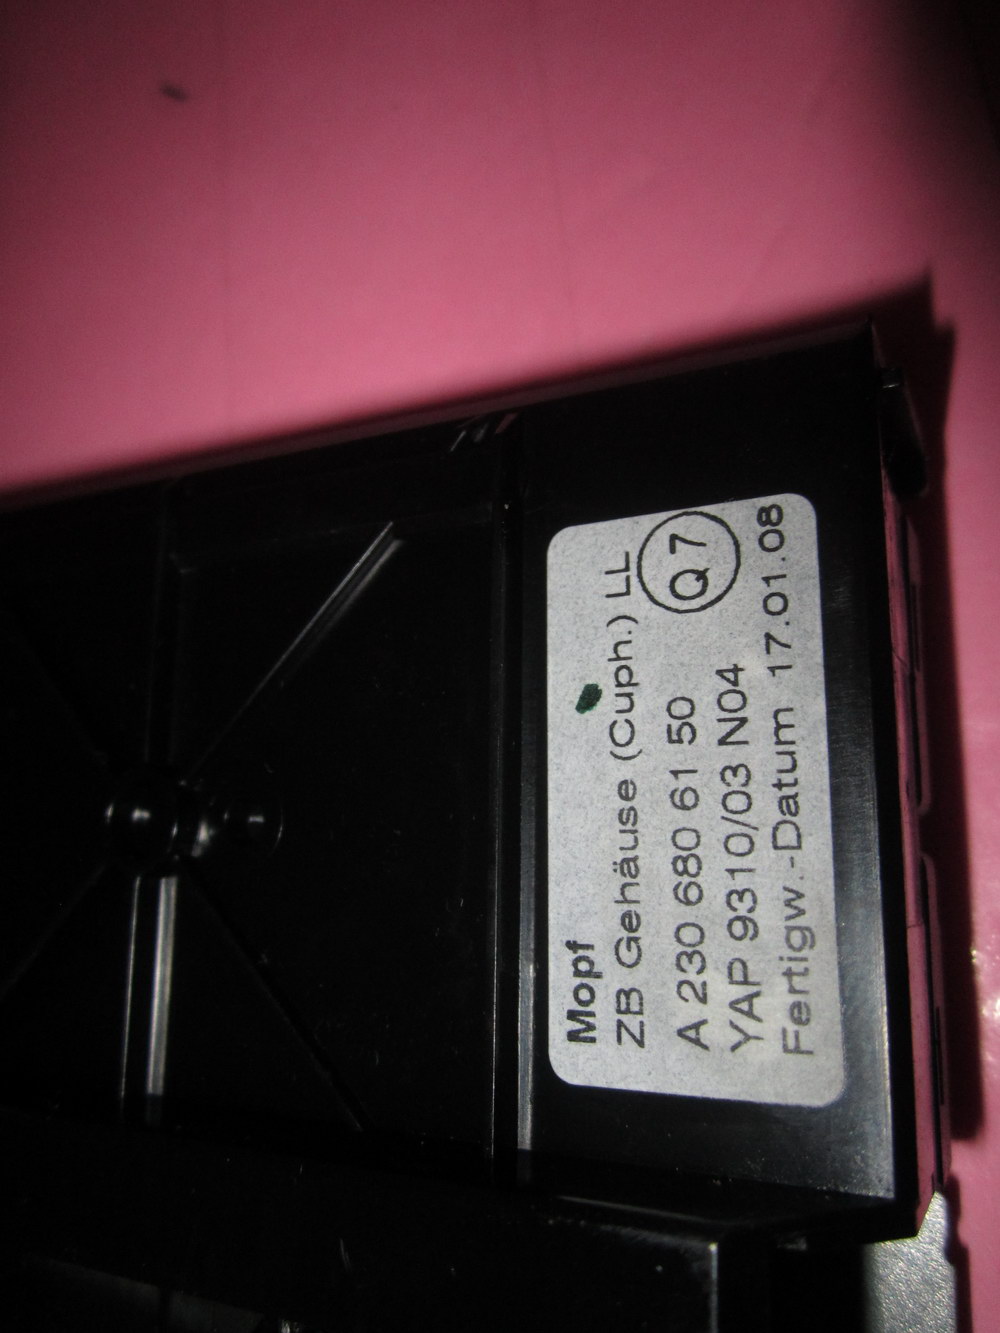 Mopf
ZB Gehäuse (Cuph.) LL
A 230 680 61 50
Q7
YAP 9310/03 N04
Fertigw.-Datum 17.01.08